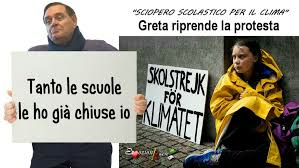 "SCIOPERO SCOLASTICO PER IL CLIMA"
Greta riprende la protesta
Tanto le scuole
le ho già chiuse io
SKOLSTREJK
FÖR
KLIMATET